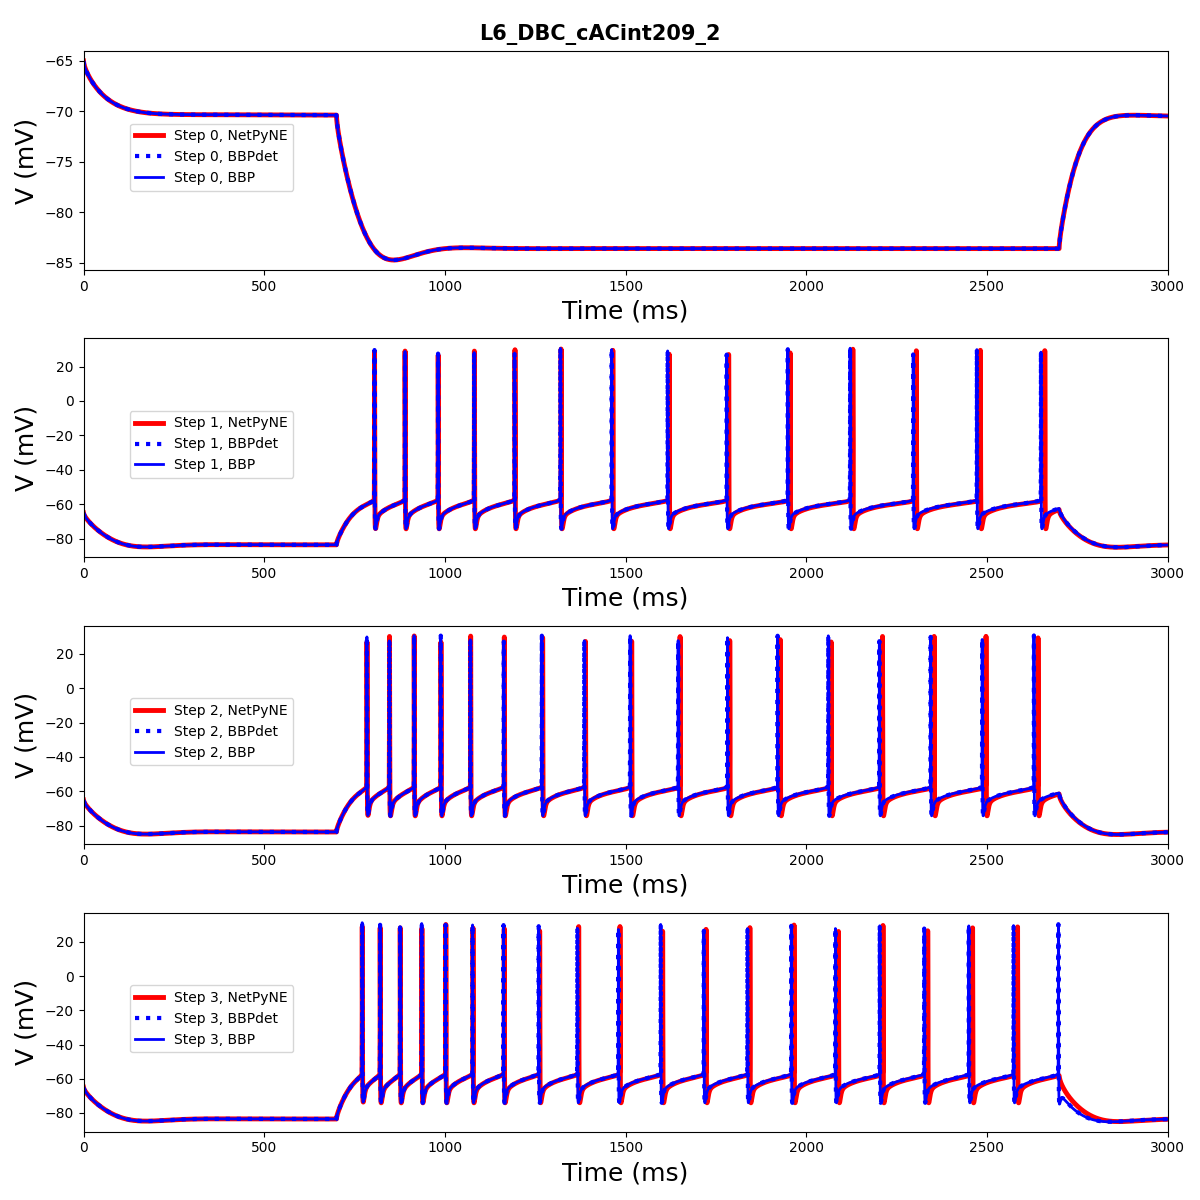 L6_DBC_cACint209_2
V (mV)
−65
−70
−75
−80
−85
Step 0, NetPyNE
Step 0, BBPdet
Step 0, BBP
0 500 1000 1500 2000 2500 3000
Time (ms)
V (mV)
20
0
−20
−40
−60
−80
Step 1, NetPyNE
Step 1, BBPdet
Step 1, BBP
0 500 1000 1500 2000 2500 3000
Time (ms)
V (mV)
20
0
−20
−40
−60
−80
Step 2, NetPyNE
Step 2, BBPdet
Step 2, BBP
0 500 1000 1500 2000 2500 3000
Time (ms)
V (mV)
20
0
−20
−40
−60
−80
Step 3, NetPyNE
Step 3, BBPdet
Step 3, BBP
0 500 1000 1500 2000 2500 3000
Time (ms)